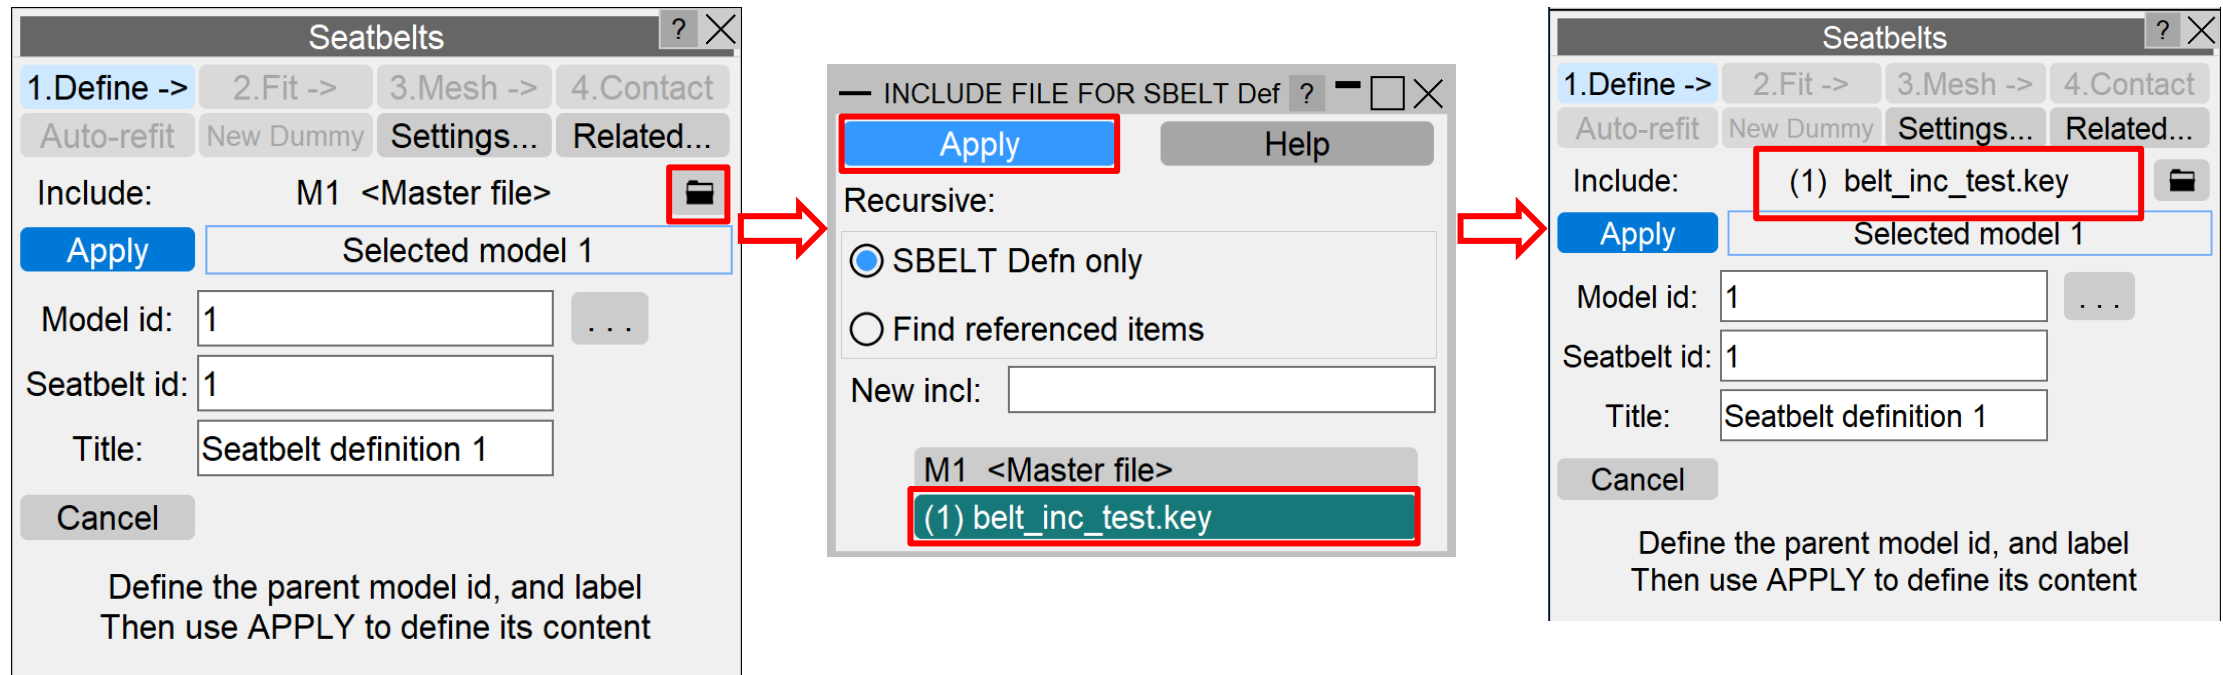 Seatbelts
?
1.Define -> 2.Fit -> 3.Mesh -> 4.Contact
Auto-refit New Dummy Settings... Related...
Include: M1 <Master file>
Apply Selected model 1
Model id: 1 . . .
Seatbelt id: 1
Title: Seatbelt definition 1
Cancel
Define the parent model id, and label
Then use APPLY to define its content
INCLUDE FILE FOR SBELT Def ?
Apply Help
Recursive:
SBELT Defn only
Find referenced items
New incl:
M1 <Master file>
(1) belt_inc_test.key
Seatbelts
?
1.Define -> 2.Fit -> 3.Mesh -> 4.Contact
Auto-refit New Dummy Settings... Related...
Include: (1) belt_inc_test.key
Apply Selected model 1
Model id: 1 . . .
Seatbelt id: 1
Title: Seatbelt definition 1
Cancel
Define the parent model id, and label
Then use APPLY to define its content